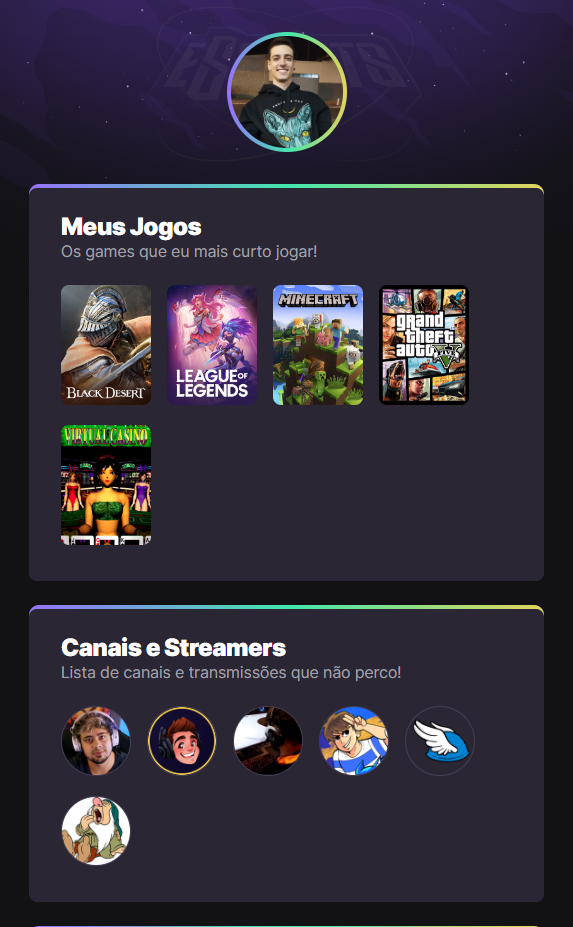 ESPORTS
Meus Jogos
Os games que eu mais curto jogar!
BLACK DESERT
LEAGUE OF
LEGENDS
MINECRAFT
grand
theft
auto V
VIRTUAL CASINO
Canais e Streamers
Lista de canais e transmissões que não perco!